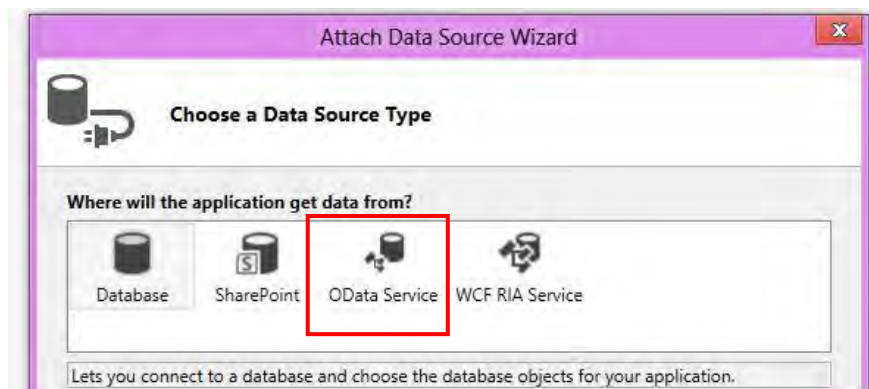 Attach Data Source Wizard
x
Choose a Data Source Type
Where will the application get data from?
S
Database SharePoint OData Service WCF RIA Service
Lets you connect to a database and choose the database objects for your application.